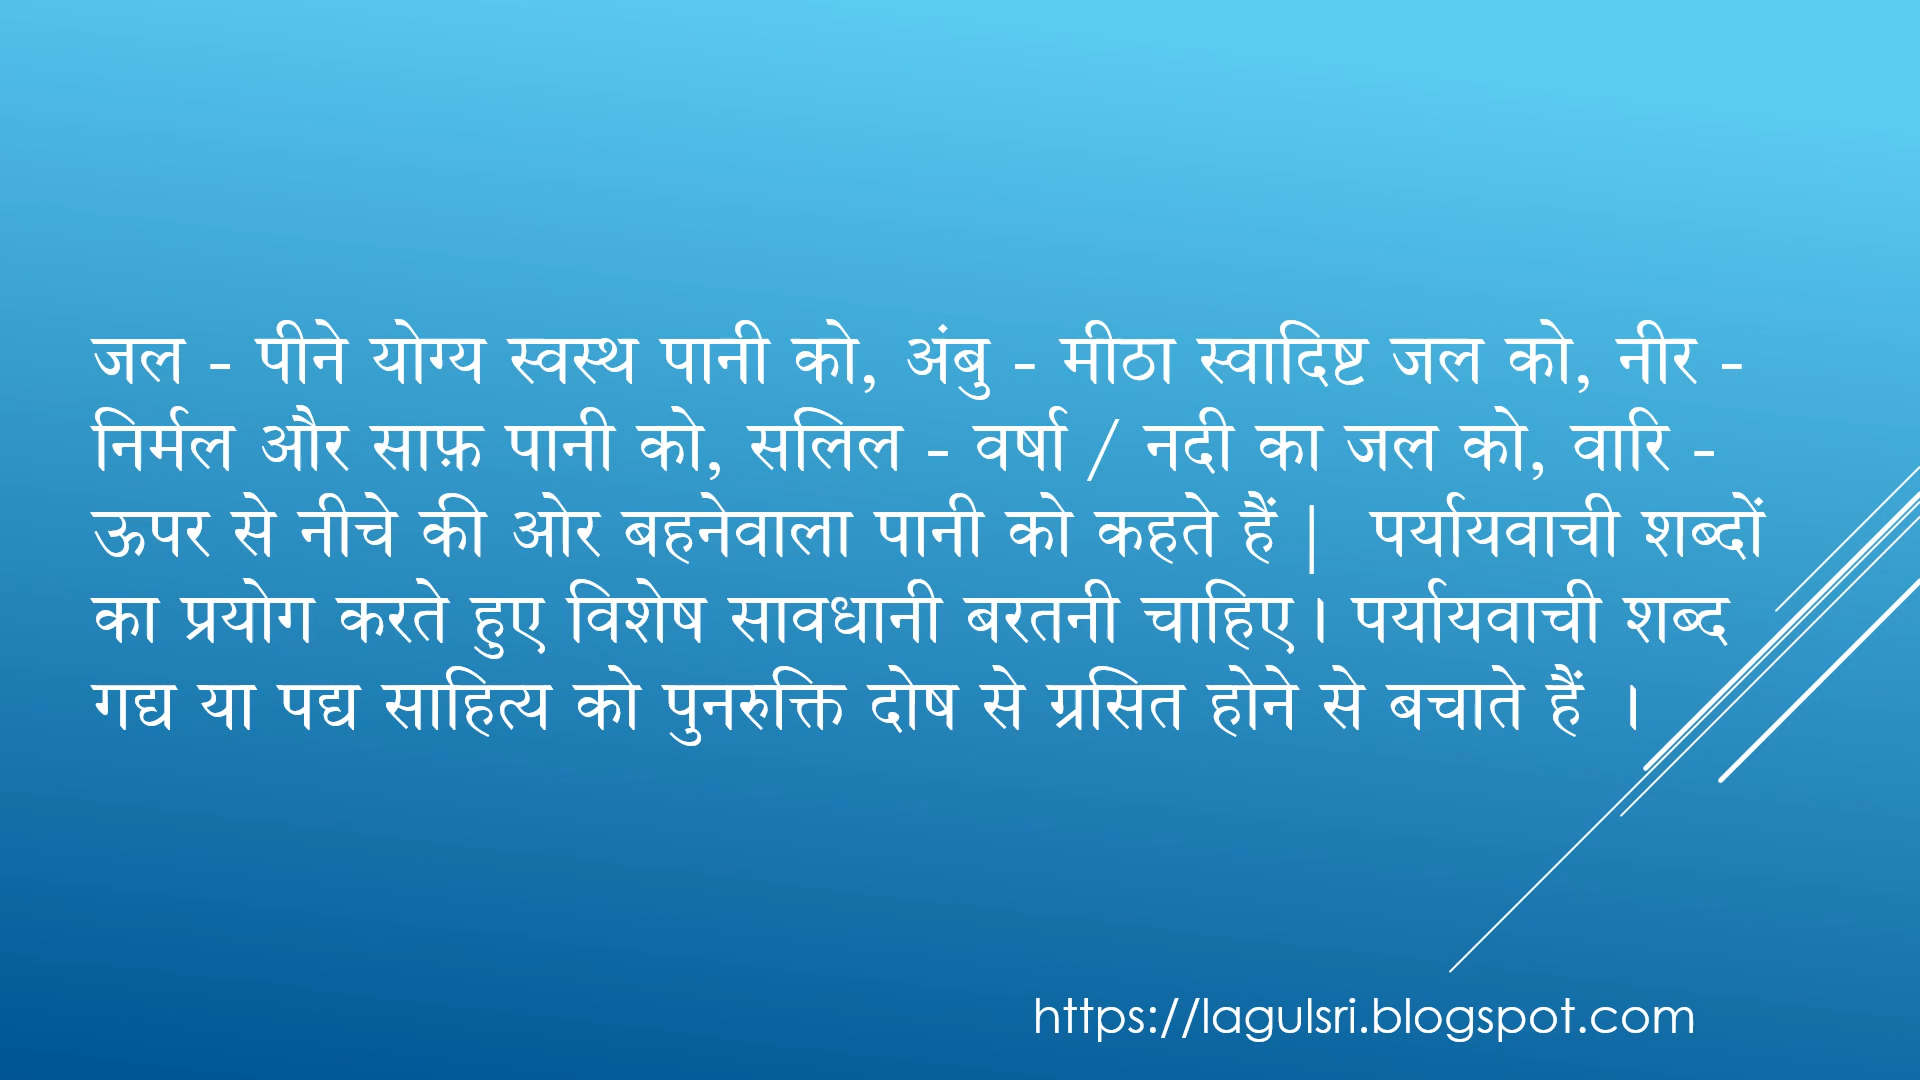 जल - पीने योग्य स्वस्थ पानी को, अंबु - मीठा स्वादिष्ट जल को, नीर -
निर्मल और साफ़ पानी को, सलिल - वर्षा / नदी का जल को, वारि -
ऊपर से नीचे की ओर बहनेवाला पानी को कहते हैं | पर्यायवाची शब्दों
का प्रयोग करते हुए विशेष सावधानी बरतनी चाहिए। पर्यायवाची शब्द
गद्य या पद्य साहित्य को पुनरुक्ति दोष से ग्रसित होने से बचाते हैं ।
https://lagulsri.blogspot.com